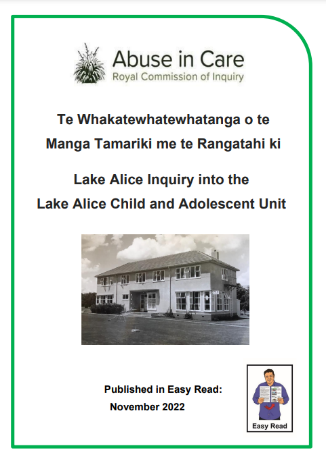 Abuse in Care
Royal Commission of Inquiry
Te Whakatewhatewhatanga o te
Manga Tamariki me te Rangatahi ki
Lake Alice Inquiry into the
Lake Alice Child and Adolescent Unit
Published in Easy Read:
November 2022
Easy Read